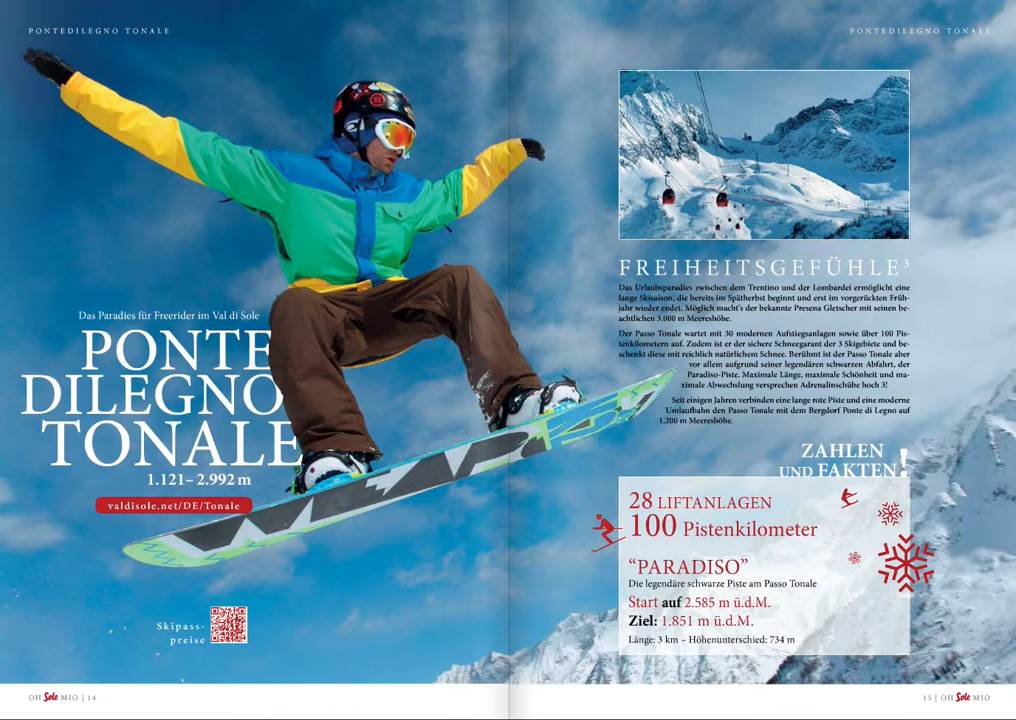 PONTEDILEGNO TONALE
Das Paradies für Freerider im Val di Sole
PONTE
DILEGNO
TONALE
1.121– 2.992 m
valdisole.net/DE/Tonale
Skipass-
preise
OH Sole MIO | 14
PONTEDILEGNO TONALE
FREIHEITSGEFÜHLE³
Das Urlaubsparadies zwischen dem Trentino und der Lombardei ermöglicht eine
lange Skisaison, die bereits im Spätherbst beginnt und erst im vorgerückten Früh-
jahr wieder endet. Möglich macht's der bekannte Presena Gletscher mit seinen be-
achtlichen 3.000 m Meereshöhe.
Der Passo Tonale wartet mit 30 modernen Aufstiegsanlagen sowie über 100 Pis-
tenkilometern auf. Zudem ist er der sichere Schneegarant der 3 Skigebiete und be-
schenkt diese mit reichlich natürlichem Schnee. Berühmt ist der Passo Tonale aber
vor allem aufgrund seiner legendären schwarzen Abfahrt, der
Paradiso-Piste. Maximale Länge, maximale Schönheit und ma-
ximale Abwechslung versprechen Adrenalinschübe hoch 3!
Seit einigen Jahren verbinden eine lange rote Piste und eine moderne
Umlaufbahn den Passo Tonale mit dem Bergdorf Ponte di Legno auf
1.200 m Meereshöhe.
ZAHLEN
UND FAKTEN!
28 LIFTANLAGEN
100 Pistenkilometer
“PARADISO”
Die legendäre schwarze Piste am Passo Tonale
Start auf 2.585 m ü.d.M.
Ziel: 1.851 m ü.d.M.
Länge: 3 km – Höhenunterschied: 734 m
15 | OH Sole MIO